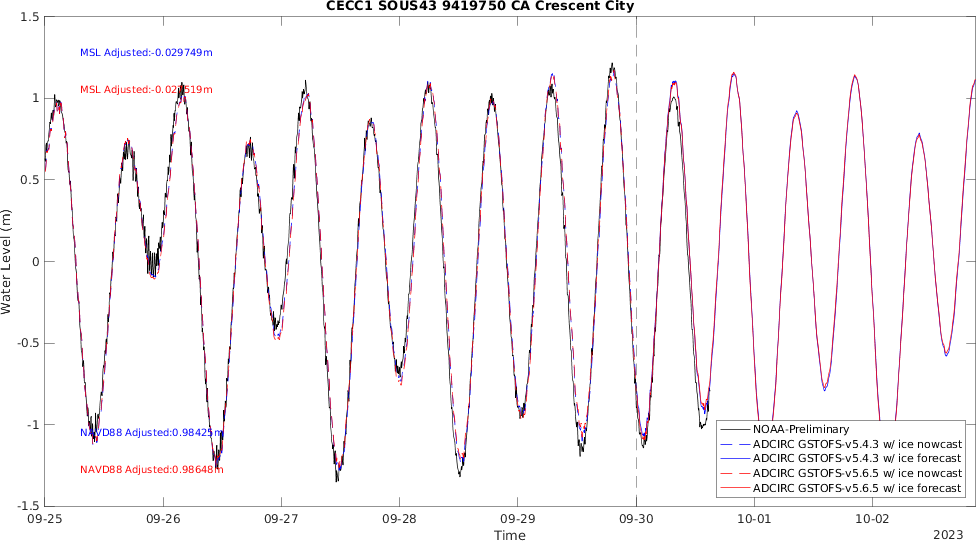 CECC1 SOUS43 9419750 CA Crescent City
1.5
MSL Adjusted:-0.029749m
MSL
1
0.5
0
-0.5
-1
-1.5
Water Level (m)
NAVD88 Adjusted:0.98425m
NAVD88 Adjusted:0.98648m
NOAA-Preliminary
ADCIRC GSTOFS-v5.4.3 w/ ice nowcast
ADCIRC GSTOFS-v5.4.3 w/ ice forecast
ADCIRC GSTOFS-v5.6.5 w/ ice nowcast
ADCIRC GSTOFS-v5.6.5 w/ ice forecast
09-25 09-26 09-27 09-28 09-29 09-30 10-01 10-02
Time
2023